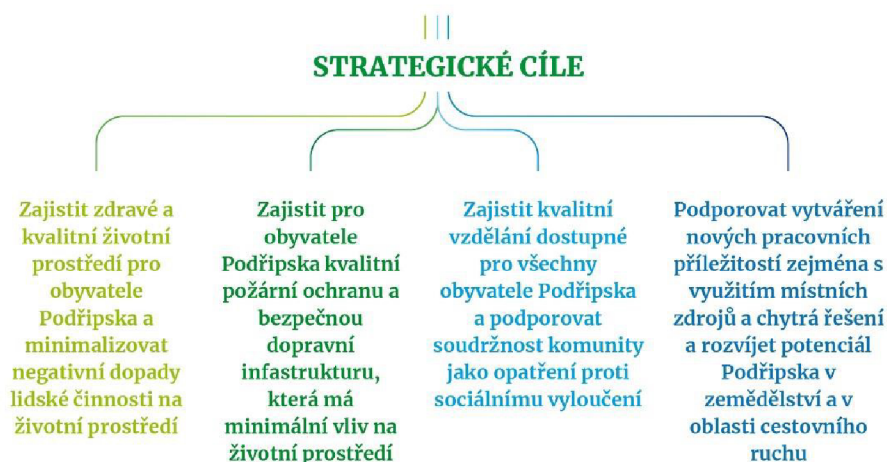 STRATEGICKÉ CÍLE
Zajistit zdravé a
kvalitní životní
prostředí pro
obyvatele
Podřipska a
minimalizovat
negativní dopady
lidské činnosti na
životní prostředí
Zajistit pro
obyvatele
Podřipska kvalitní
požární ochranu a
bezpečnou
dopravní
infastrukturu,
která má
minimální vliv na
životní prostředí
Zajistit kvalitní
vzdělání dostupné
pro všechny
obyvatele Podřipska
a podporovat
soudržnost komunity
jako opatření proti
sociálnímu vyloučení
Podporovat vytváření
nových pracovních
příležitostí zejména s
využitím místních
zdrojů a chytrá řešení
a rozvíjet potenciál
Podřipska v
zemědělství a v
oblasti cestovního
ruchu